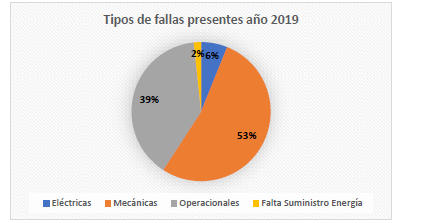 Tipos de fallas presentes año 2019
2%
6%
39%
53%
Eléctricas Mecánicas Operacionales Falta Suministro Energía